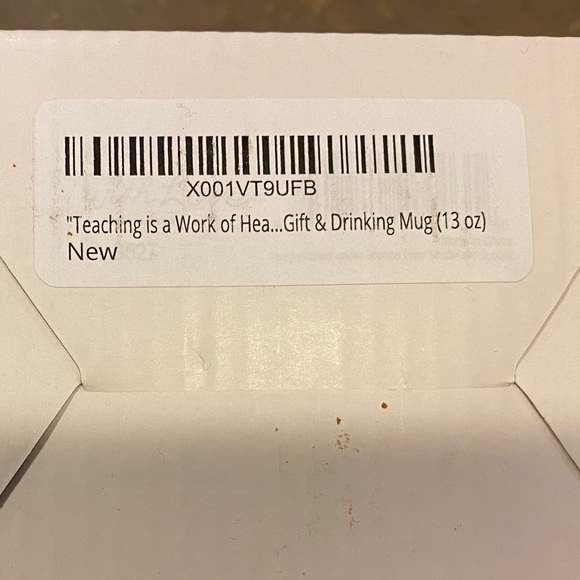 X001VT9UFB
"Teaching is a Work of Hea...Gift & Drinking Mug (13 oz)
New